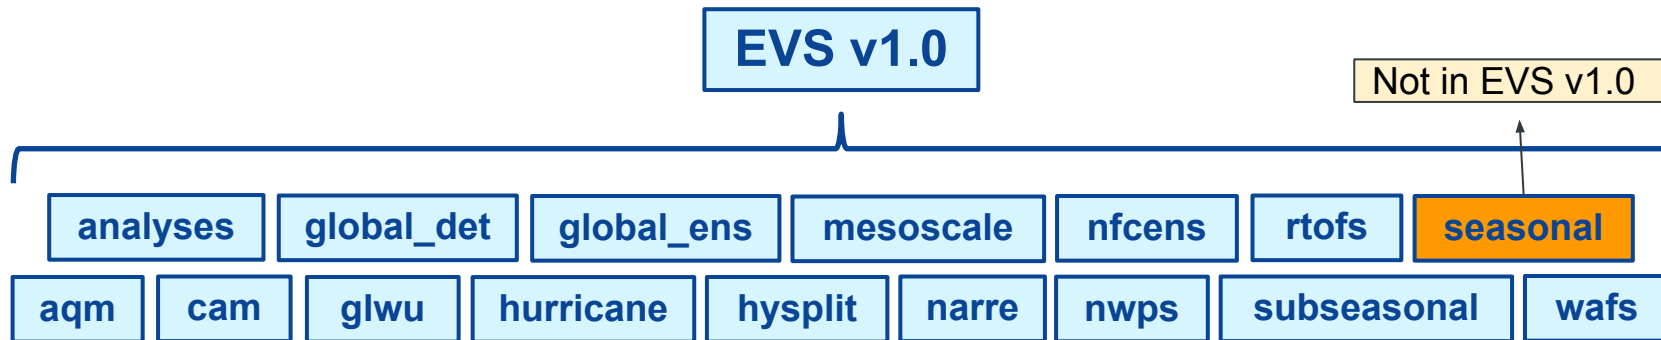 EVS v1.0
Not in EVS v1.0
analyses global_det global_ens mesoscale nfcens rtofs seasonal
aqm cam glwu hurricane hysplit narre nwps subseasonal wafs